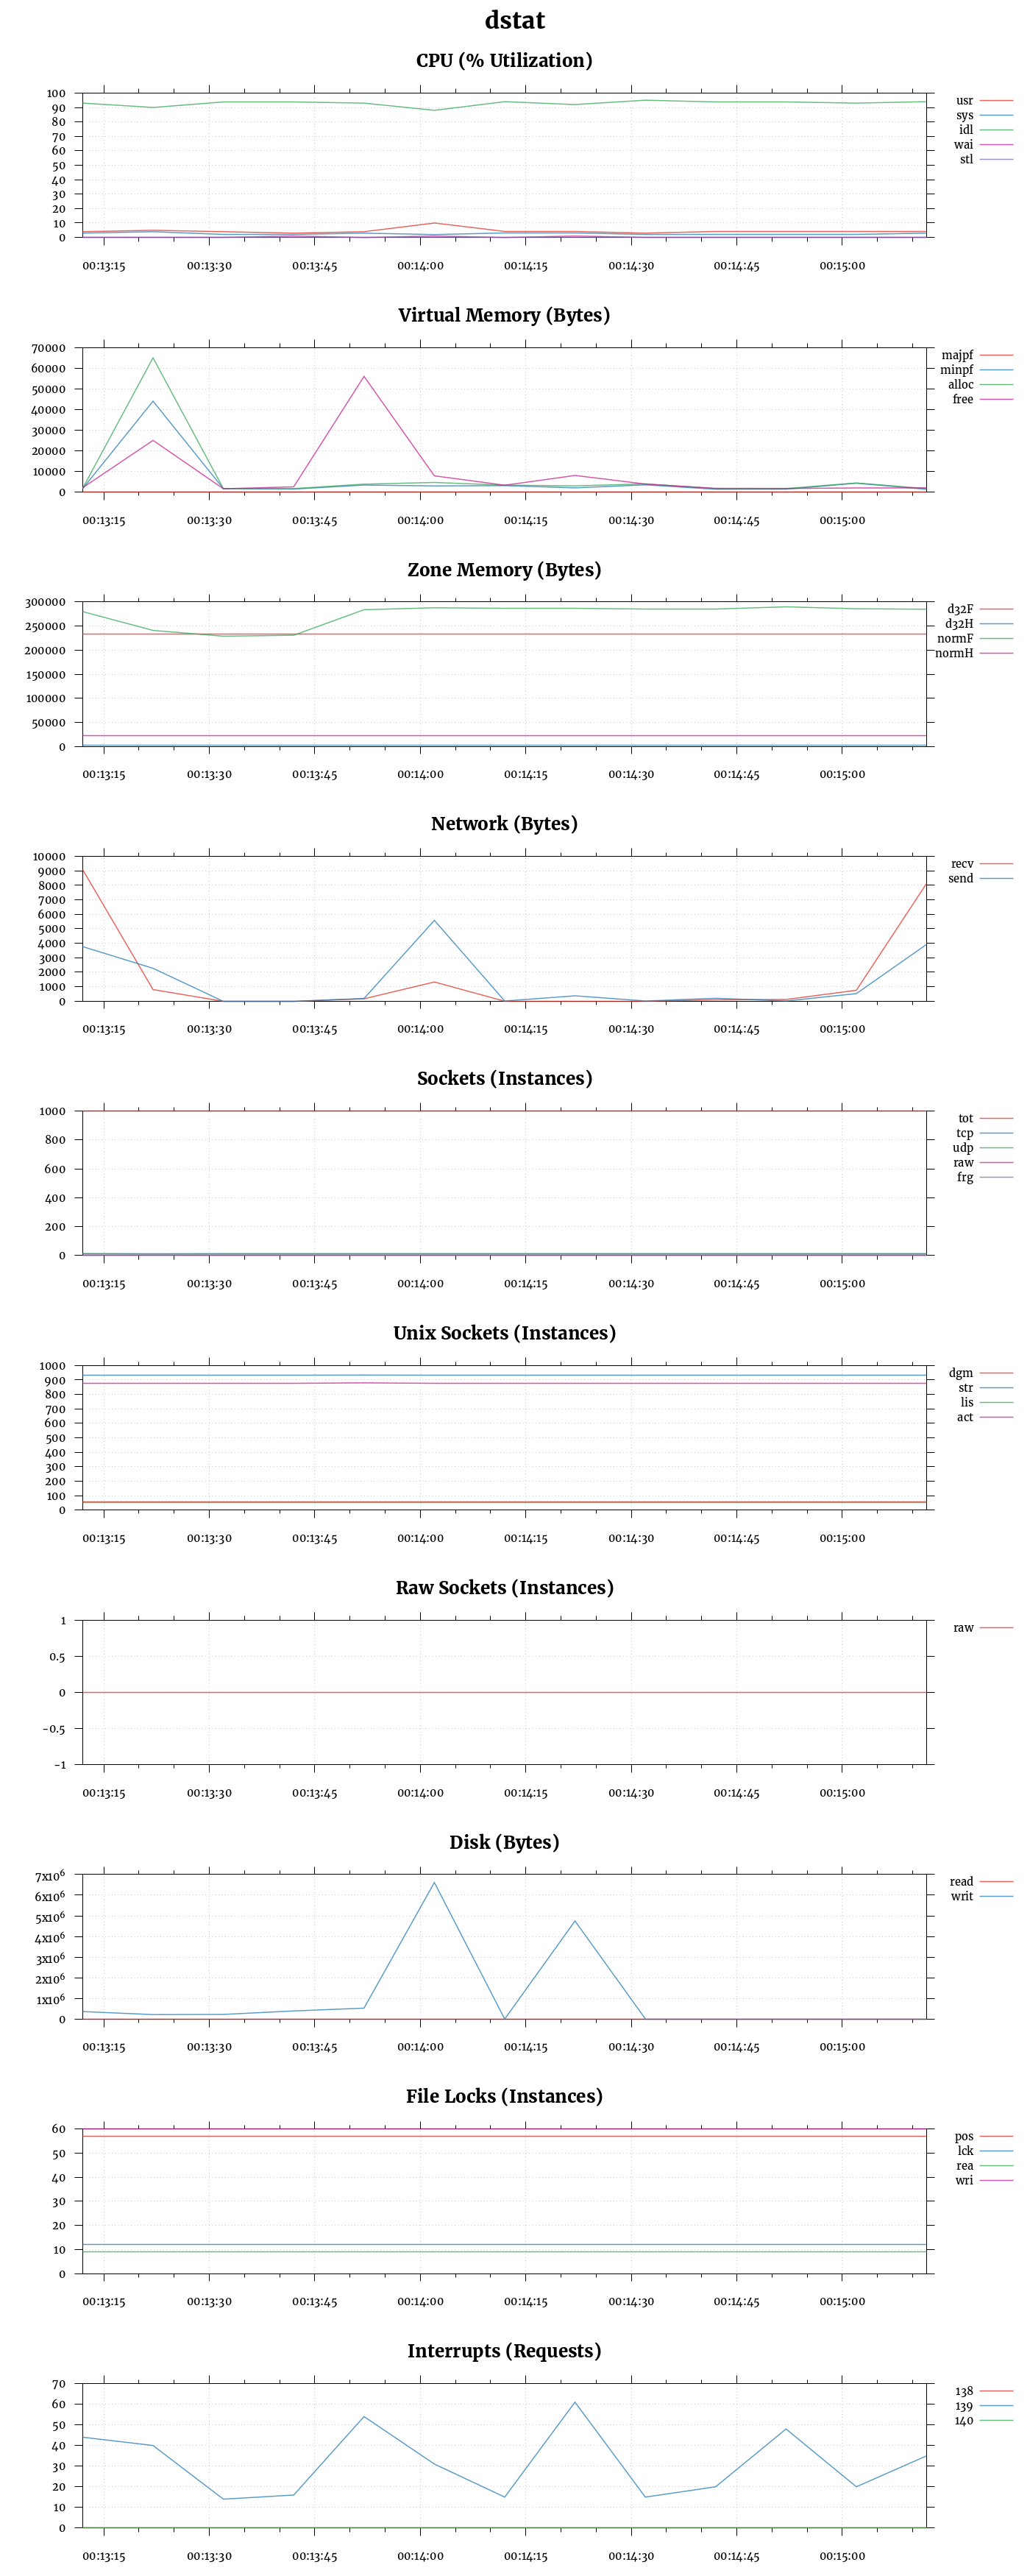 dstat
CPU (% Utilization)
100
90
80
70
60
50
40
30
20
10
0
usr
sys
idl
wai
stl
00:13:15 00:13:30 00:13:45 00:14:00 00:14:15 00:14:30 00:14:45 00:15:00
Virtual Memory (Bytes)
70000
60000
50000
40000
30000
20000
10000
0
majpf
minpf
alloc
free
00:13:15 00:13:30 00:13:45 00:14:00 00:14:15 00:14:30 00:14:45 00:15:00
Zone Memory (Bytes)
300000
250000
200000
150000
100000
50000
0
d32F
d32H
normF
normH
00:13:15 00:13:30 00:13:45 00:14:00 00:14:15 00:14:30 00:14:45 00:15:00
Network (Bytes)
10000
9000
8000
7000
6000
5000
4000
3000
2000
1000
0
recv
send
00:13:15 00:13:30 00:13:45 00:14:00 00:14:15 00:14:30 00:14:45 00:15:00
Sockets (Instances)
1000
800
600
400
200
0
tot
tcp
udp
raw
frg
00:13:15 00:13:30 00:13:45 00:14:00 00:14:15 00:14:30 00:14:45 00:15:00
Unix Sockets (Instances)
1000
900
800
700
600
500
400
300
200
100
0
dgm
str
lis
act
00:13:15 00:13:30 00:13:45 00:14:00 00:14:15 00:14:30 00:14:45 00:15:00
Raw Sockets (Instances)
1
0.5
0
-0.5
-1
raw
00:13:15 00:13:30 00:13:45 00:14:00 00:14:15 00:14:30 00:14:45 00:15:00
Disk (Bytes)
7x10⁶
6x10⁶
5x10⁶
4x10⁶
3x10⁶
2x10⁶
1x10⁶
0
read
writ
00:13:15 00:13:30 00:13:45 00:14:00 00:14:15 00:14:30 00:14:45 00:15:00
File Locks (Instances)
60
50
40
30
20
10
0
pos
lck
rea
wri
00:13:15 00:13:30 00:13:45 00:14:00 00:14:15 00:14:30 00:14:45 00:15:00
Interrupts (Requests)
70
60
50
40
30
20
10
0
138
139
140
00:13:15 00:13:30 00:13:45 00:14:00 00:14:15 00:14:30 00:14:45 00:15:00